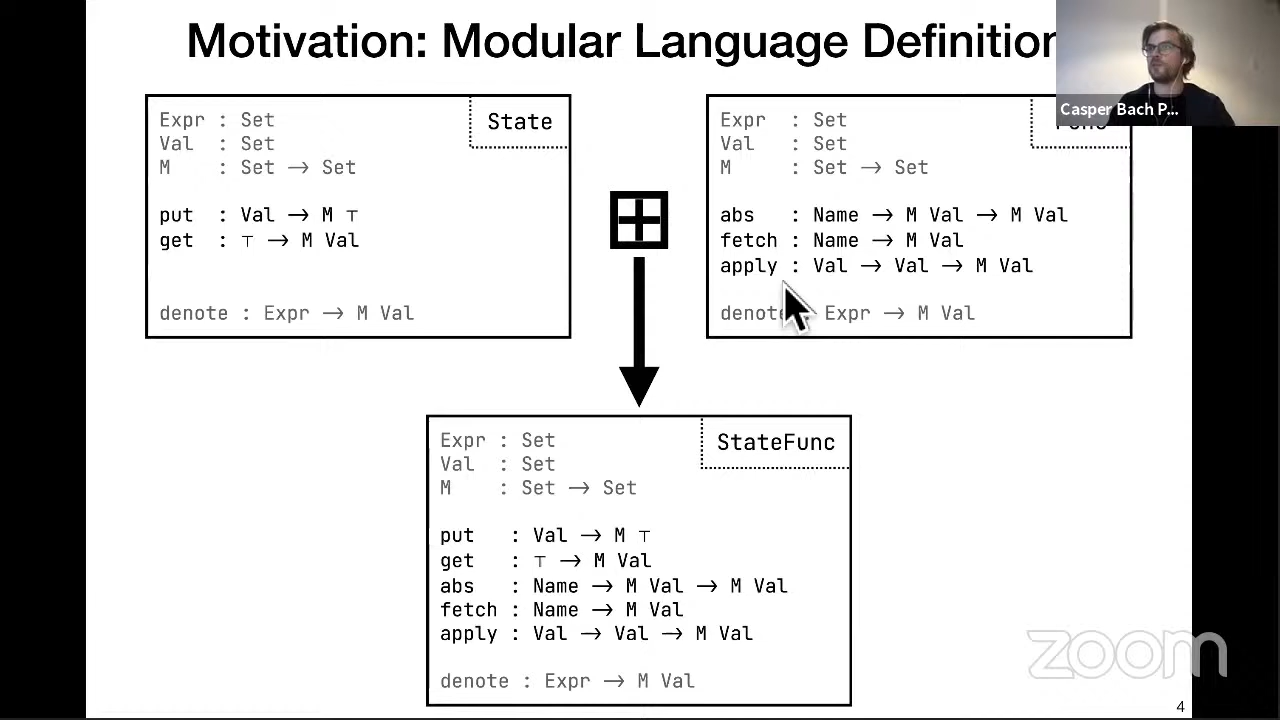 Motivation: Modular Language Definition
Casper Bach P...
Expr : Set
Val : Set
M : Set → Set
State
put : Val → M ⊤
get : ⊤ → M Val
denote : Expr → M Val
Expr : Set
Val : Set
M : Set → Set
abs : Name → M Val → M Val
fetch : Name → M Val
apply : Val → Val → M Val
Expr → M Val
Expr : Set
Val : Set
M : Set → Set
StateFunc
put : Val → M ⊤
get : ⊤ → M Val
abs : Name → M Val → M Val
fetch : Name → M Val
apply : Val → Val → M Val
denote : Expr → M Val
zoom
4